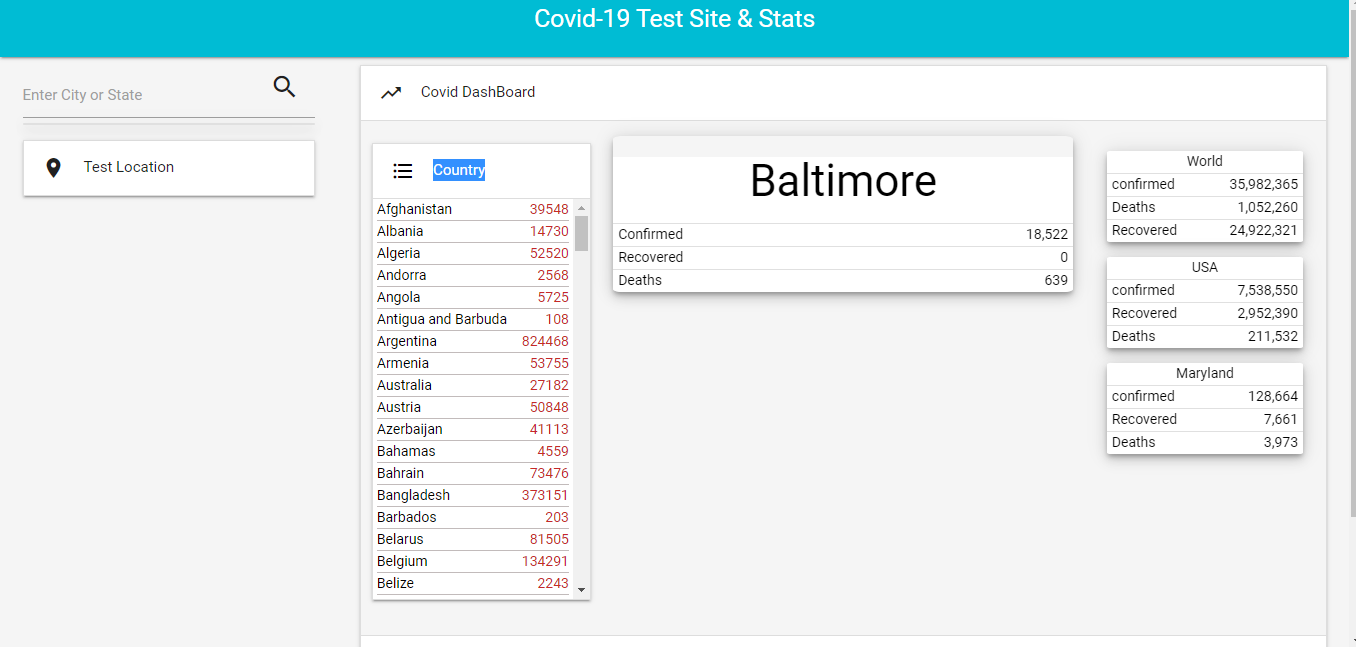 Covid-19 Test Site & Stats
Enter City or State
Test Location
Covid DashBoard
Country
Afghanistan 39548
Albania 14730
Algeria 52520
Andorra 2568
Angola 5725
Antigua and Barbuda 108
Argentina 824468
Armenia 53755
Australia 27182
Austria 50848
Azerbaijan 41113
Bahamas 4559
Bahrain 73476
Bangladesh 373151
Barbados 203
Belarus 81505
Belgium 134291
Belize 2243
Baltimore
Confirmed 18,522
Recovered 0
Deaths 639
World
confirmed 35,982,365
Deaths 1,052,260
Recovered 24,922,321
USA
confirmed 7,538,550
Recovered 2,952,390
Deaths 211,532
Maryland
confirmed 128,664
Recovered 7,661
Deaths 3,973